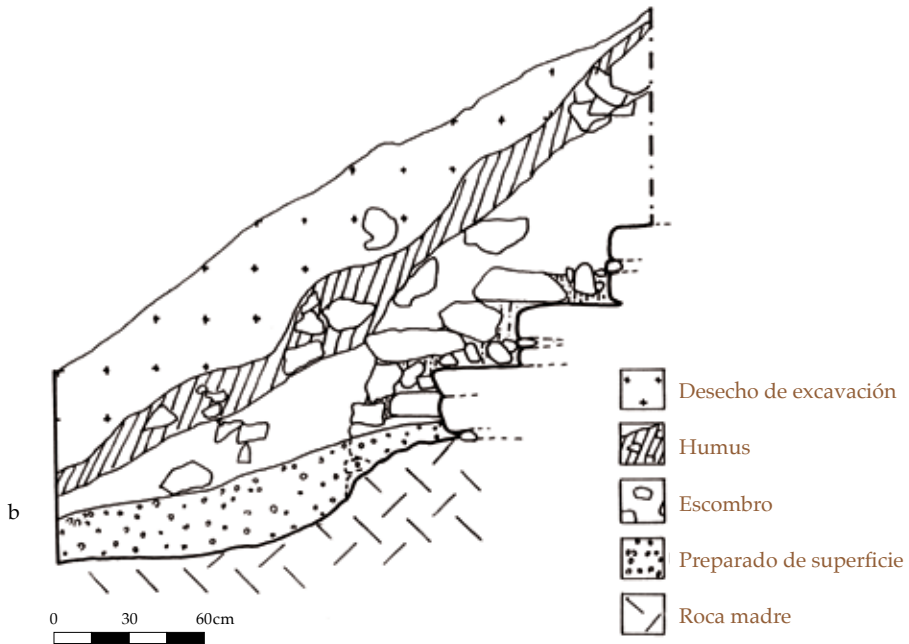 Desecho de excavación
Humus
Escombro
b
Preparado de superficie
Roca madre
0 30 60cm